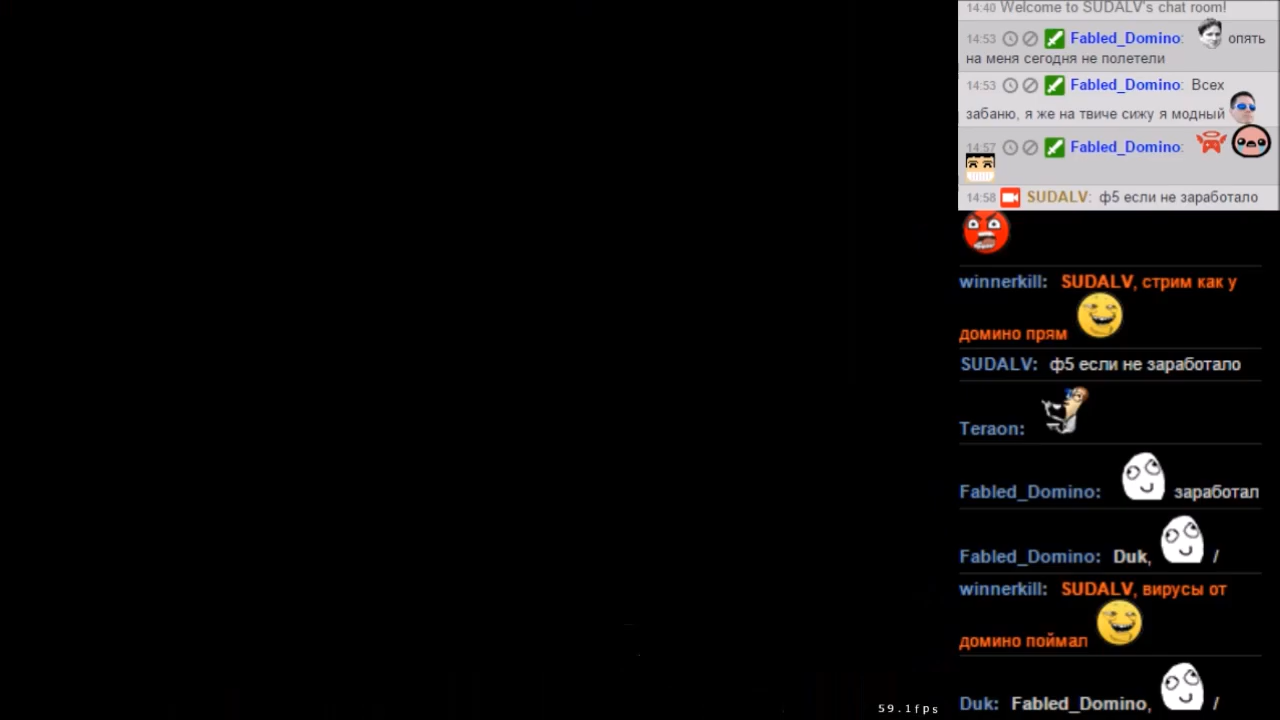 14:40 Welcome to SUDALV's chat room!
14:53 Fabled_Domino: опять
на меня сегодня не полетели
14:53 Fabled_Domino: Всех
забаню, я же на твиче сижу я модный
14:57 Fabled_Domino:
14:58 SUDALV: ф5 если не заработало
winnerkill: SUDALV, стрим как у
домино прям
SUDALV: ф5 если не заработало
Teraon:
Fabled_Domino: заработал
Fabled_Domino: Duk, /
winnerkill: SUDALV, вирусы от
домино поймал
Duk: Fabled_Domino, /
59.1fps